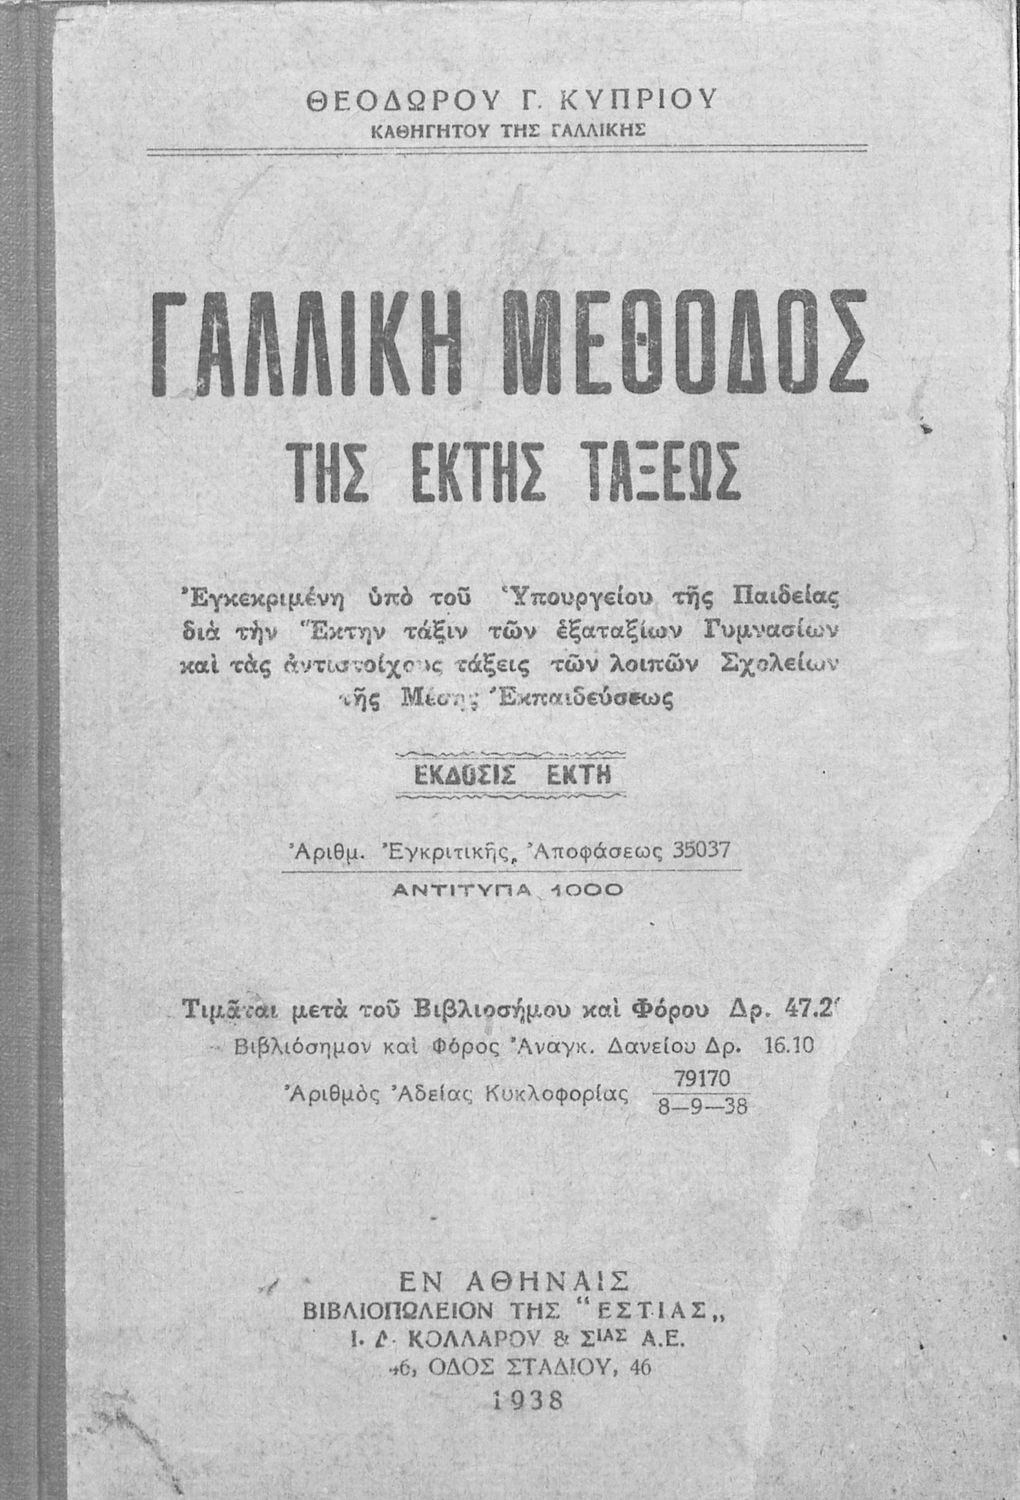 ΘΕΟΔΩΡΟΥ Γ. ΚΥΠΡΙΟΥ
ΚΑΘΗΓΗΤΟΥ ΤΗΣ ΓΑΛΛΙΚΗΣ
ΓΑΛΛΙΚΗ ΜΕΘΟΔΟΣ
ΤΗΣ ΕΚΤΗΣ ΤΑΞΕΩΣ
Ἐγκεκριμένη ὑπὸ τοῦ Ὑπουργείου τῆς Παιδείας
διὰ τὴν Ἕκτην τάξιν τῶν ἑξαταξίων Γυμνασίων
καὶ τὰς ἀντιστοίχους τάξεις τῶν λοιπῶν Σχολείων
τῆς Μέσης Ἐκπαιδεύσεως
ΕΚΔΟΣΙΣ ΕΚΤΗ
Ἀριθμ. Ἐγκριτικῆς Ἀποφάσεως 35037
ΑΝΤΙΤΥΠΑ 1000
Τιμᾶται μετὰ τοῦ Βιβλιοσήμου καὶ Φόρου Δρ.
Βιβλιόσημον καὶ Φόρος Ἀναγκ. Δανείου Δρ. 16.10
Ἀριθμὸς Ἀδείας Κυκλοφορίας 79170
8—9—38
ΕΝ ΑΘΗΝΑΙΣ
ΒΙΒΛΙΟΠΩΛΕΙΟΝ ΤΗΣ "ΕΣΤΙΑΣ„
Ι. Δ. ΚΟΛΛΑΡΟΥ & ΣΙΑΣ Α.Ε.
46, ΟΔΟΣ ΣΤΑΔΙΟΥ, 46
1938